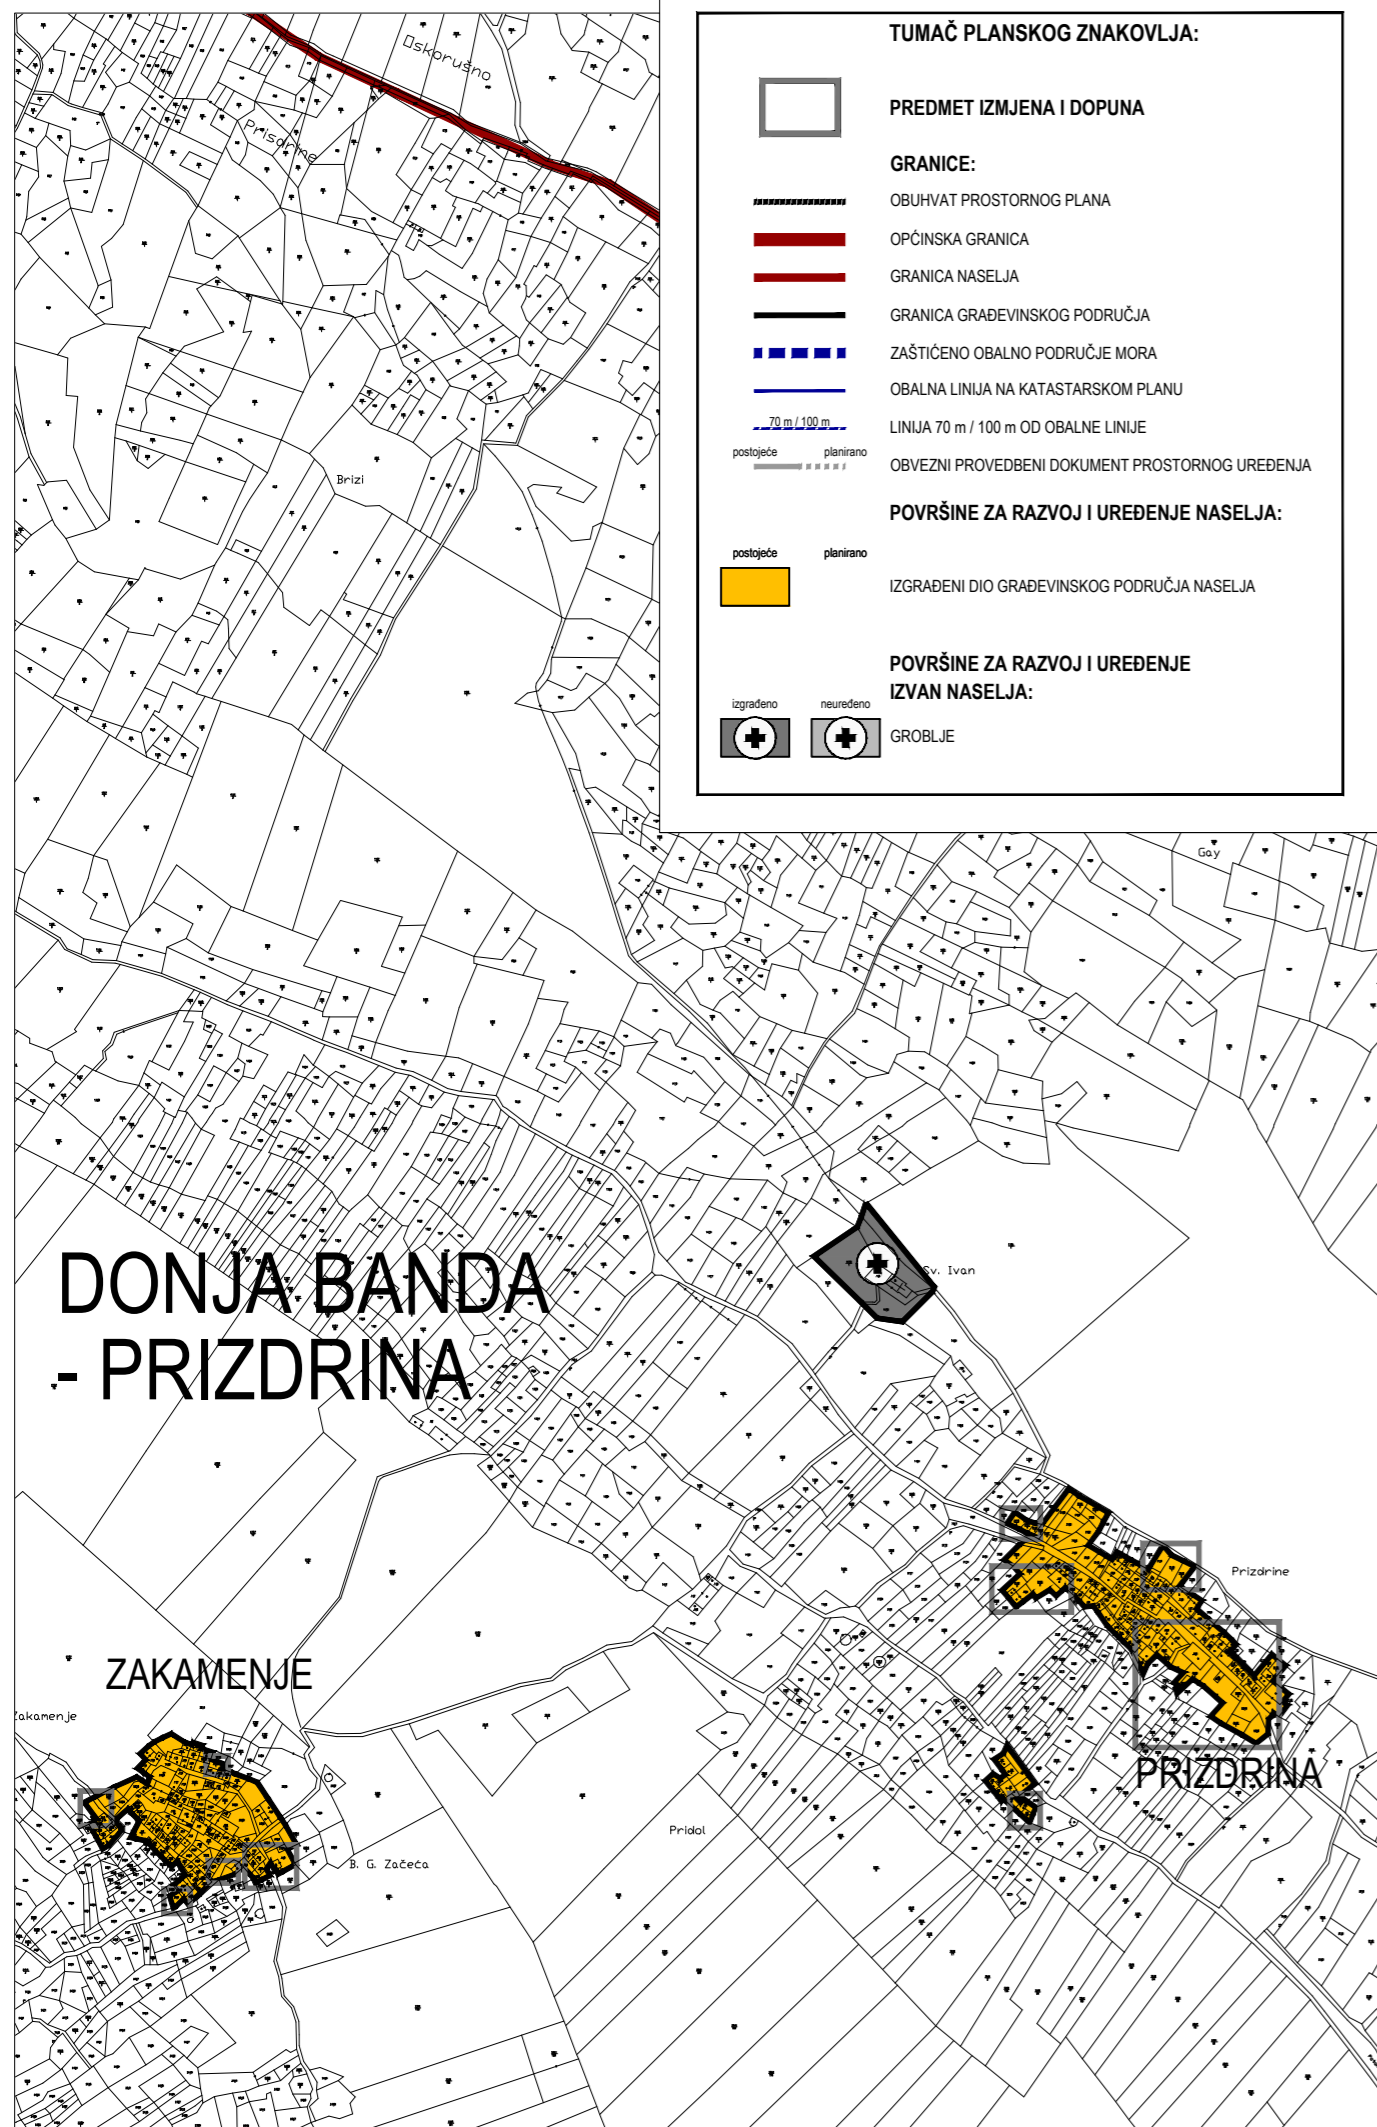 TUMAČ PLANSKOG ZNAKOVLJA:
PREDMET IZMJENA I DOPUNA
GRANICE:
OBUHVAT PROSTORNOG PLANA
OPĆINSKA GRANICA
GRANICA NASELJA
GRANICA GRAĐEVINSKOG PODRUČJA
ZAŠTIĆENO OBALNO PODRUČJE MORA
OBALNA LINIJA NA KATASTARSKOM PLANU
70 m / 100 m
LINIJA 70 m / 100 m OD OBALNE LINIJE
postojeće planirano
OBVEZNI PROVEDBENI DOKUMENT PROSTORNOG UREĐENJA
POVRŠINE ZA RAZVOJ I UREĐENJE NASELJA:
postojeće planirano
IZGRAĐENI DIO GRAĐEVINSKOG PODRUČJA NASELJA
POVRŠINE ZA RAZVOJ I UREĐENJE
IZVAN NASELJA:
izgrađeno neuređeno
GROBLJE
Oskorušno
Prisdrine
Brizi
Gay
Sv. Ivan
DONJA BANDA
- PRIZDRINA
Prizdrine
ZAKAMENJE
Zakamenje
PRIZDRINA
Pridol
B. G. Začeća